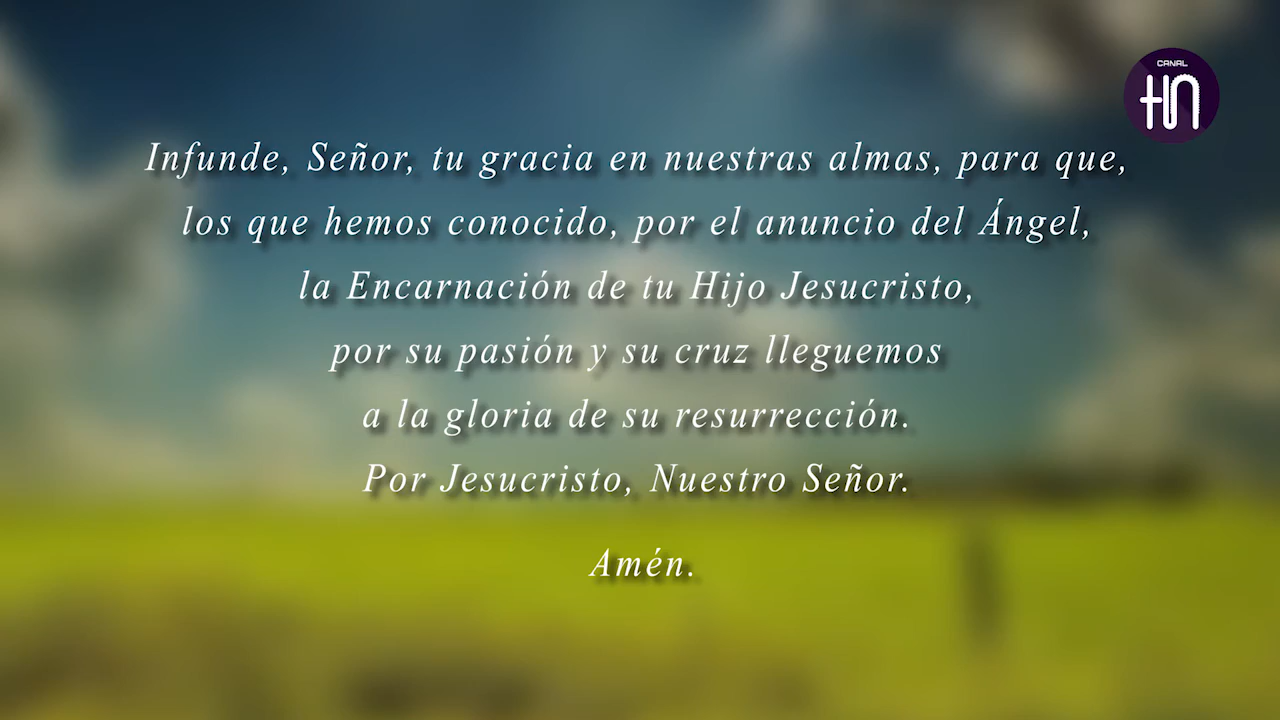 CANAL
HN
Infunde, Señor, tu gracia en nuestras almas, para que,
los que hemos conocido, por el anuncio del Ángel,
la Encarnación de tu Hijo Jesucristo,
por su pasión y su cruz lleguemos
a la gloria de su resurrección.
Por Jesucristo, Nuestro Señor.
Amén.